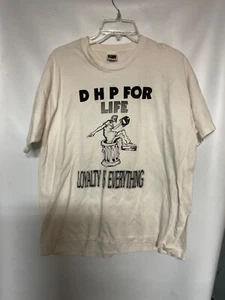 D H P FOR
LIFE
LOYALTY IS EVERYTHING